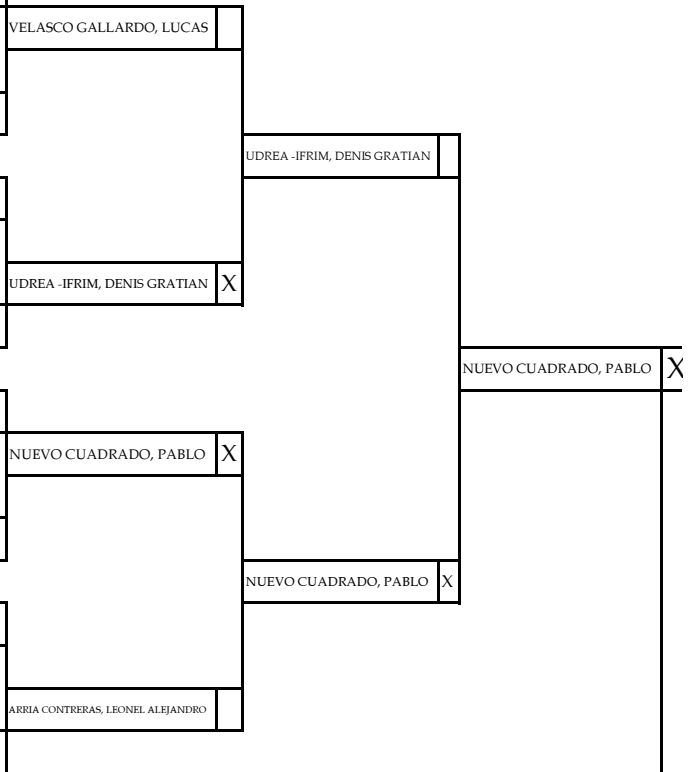 VELASCO GALLARDO, LUCAS
UDREA -IFRIM, DENIS GRATIAN
UDREA -IFRIM, DENIS GRATIAN X
NUEVO CUADRADO, PABLO X
NUEVO CUADRADO, PABLO X
NUEVO CUADRADO, PABLO X
ARRIA CONTRERAS, LEONEL ALEJANDRO